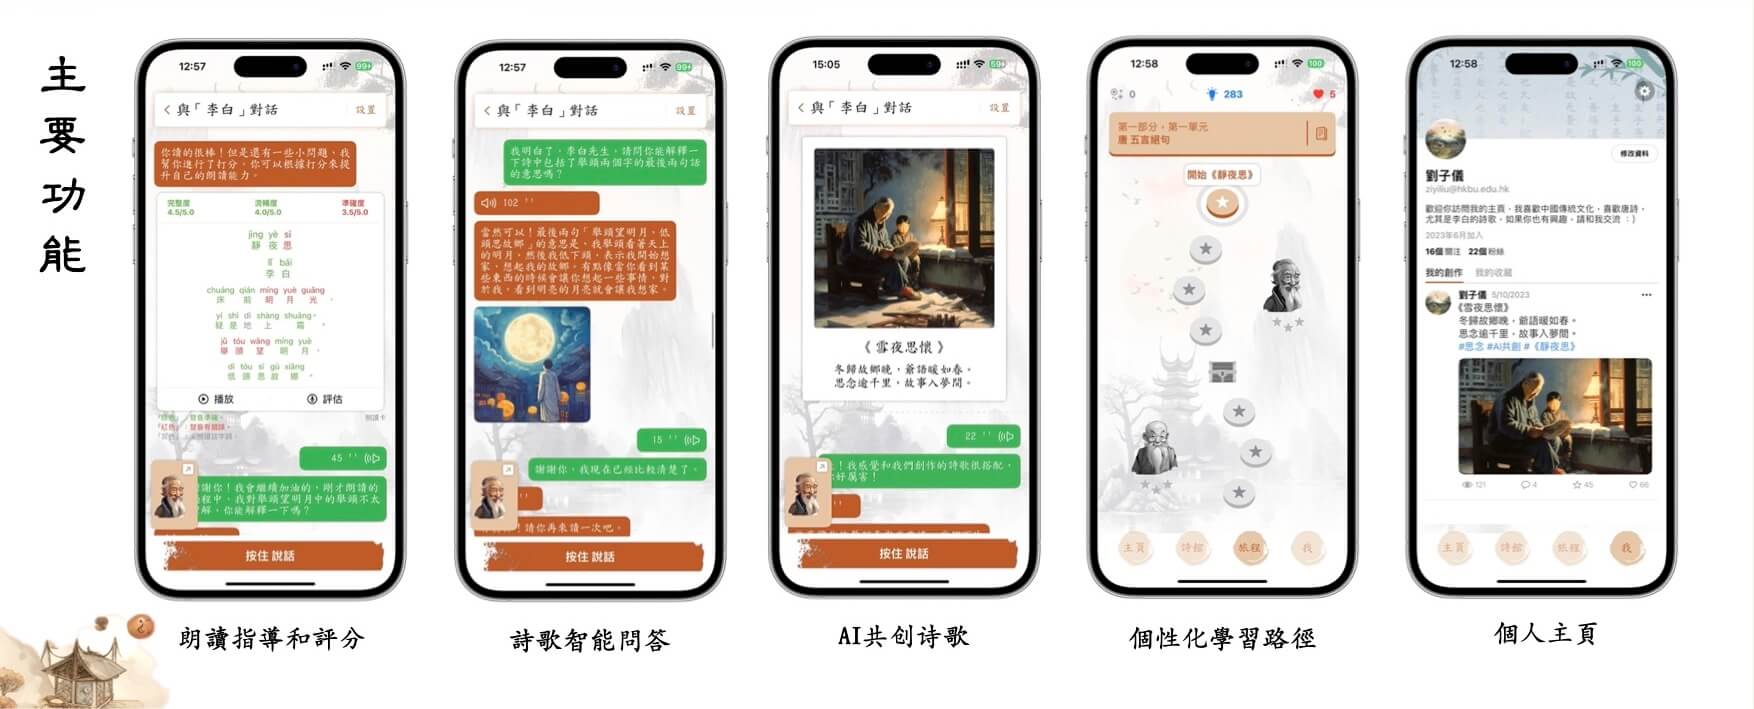 主要功能
12:57
99+
與「李白」對話
設置
你讀的很棒！但是還有一些小問題，我
幫你進行了打分，你可以根據打分來提
升自己的朗讀能力。
完整度
4.5/5.0
流暢度
4.0/5.0
準確度
3.5/5.0
jìng yè sī
靜 夜 思
lǐ bái
李 白
chuáng qián míng yuè guāng
床 前 明 月 光 ，
yí shì dì shàng shuāng。
疑 是 地 上 霜 。
jǔ tóu wàng míng yuè
舉 頭 望 明 月 ，
dī tóu sī gù xiāng
低 頭 思 故 鄉 。
播放
評估
45 ''
謝謝你！我會繼續加油的，剛才朗讀的
過程中，我對舉頭望明月中的舉頭不太
理解，你能解釋一下嗎？
按住 說話
朗讀指導和評分
12:57
99+
與「李白」對話
設置
我明白了，李白先生，請問你能解釋一
下詩中包括了舉頭兩個字的最後兩句話
的意思嗎？
102 ''
當然可以！最後兩句「舉頭望明月，低
頭思故鄉」的意思是，我舉頭看著天上
的明月，然後我低下頭，表示我開始想
家，想起我的故鄉。有點像當你看到某
些東西的時候會讓你想起一些事情，對
於我，看到明亮的月亮就會讓我想家。
15 ''
謝謝你，我現在已經比較清楚了。
！請你再來讀一次吧。
按住 說話
詩歌智能問答
15:05
59+
與「李白」對話
設置
《雪夜思懷》
冬歸故鄉晚，爺語暖如春。
思念逾千里，故事入夢間。
22 ''
！我感覺和我們創作的詩歌很搭配，
好厲害！
按住 說話
AI共创诗歌
12:58
100
0
283
5
第一部分，第一單元
唐 五言絕句
開始《靜夜思》
主頁
詩館
旅程
我
個性化學習路徑
12:58
100
修改資料
劉子儀
ziyiliu@hkbu.edu.hk
歡迎你訪問我的主頁，我喜歡中國傳統文化，喜歡唐詩，
尤其是李白的詩歌，如果你也有興趣，請和我交流 ：）
2023年6月加入
16個 關注 22個 粉絲
我的創作
我的收藏
劉子儀 5/10/2023
《雪夜思懷》
冬歸故鄉晚，爺語暖如春。
思念逾千里，故事入夢間。
#思念 #AI共創 #《靜夜思》
121
4
45
66
主頁
詩館
旅程
我
個人主頁